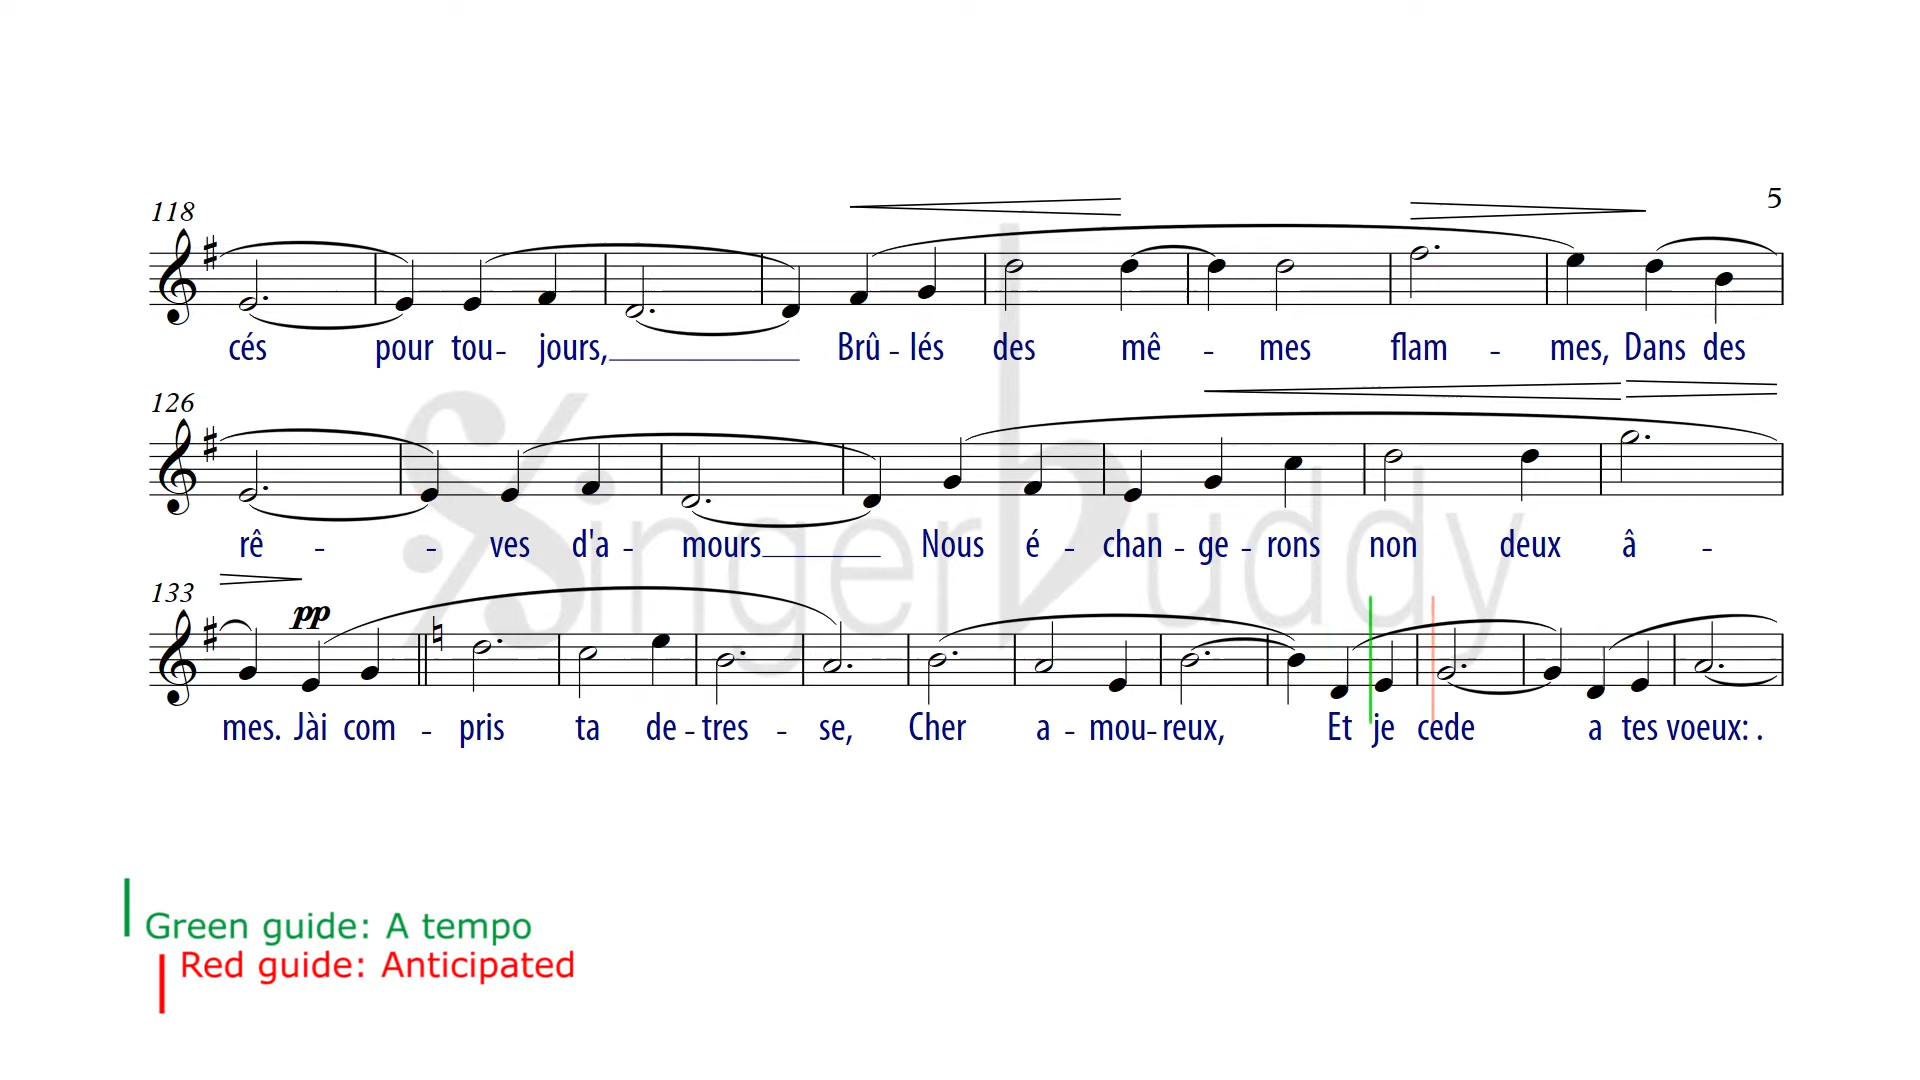 118
5
cés pour tou- jours, Brû - lés des mê - mes flam - mes, Dans des
126
rê - - ves d'a - mours Nous é - chan - ge - rons non deux â -
133
pp
mes. Jài com - pris ta de - tres - se, Cher a - mou - reux, Et je cede a tes voeux: .
SingerBuddy
Green guide: A tempo
Red guide: Anticipated